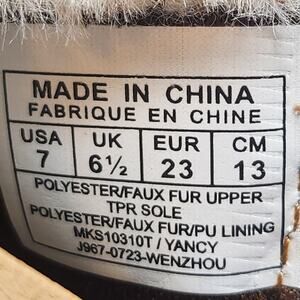 MADE IN CHINA
FABRIQUE EN CHINE
USA UK EUR CM
7 6½ 23 13
POLYESTER/FAUX FUR UPPER
TPR SOLE
POLYESTER/FAUX FUR/PU LINING
MKS10310T / YANCY
J967-0723-WENZHOU